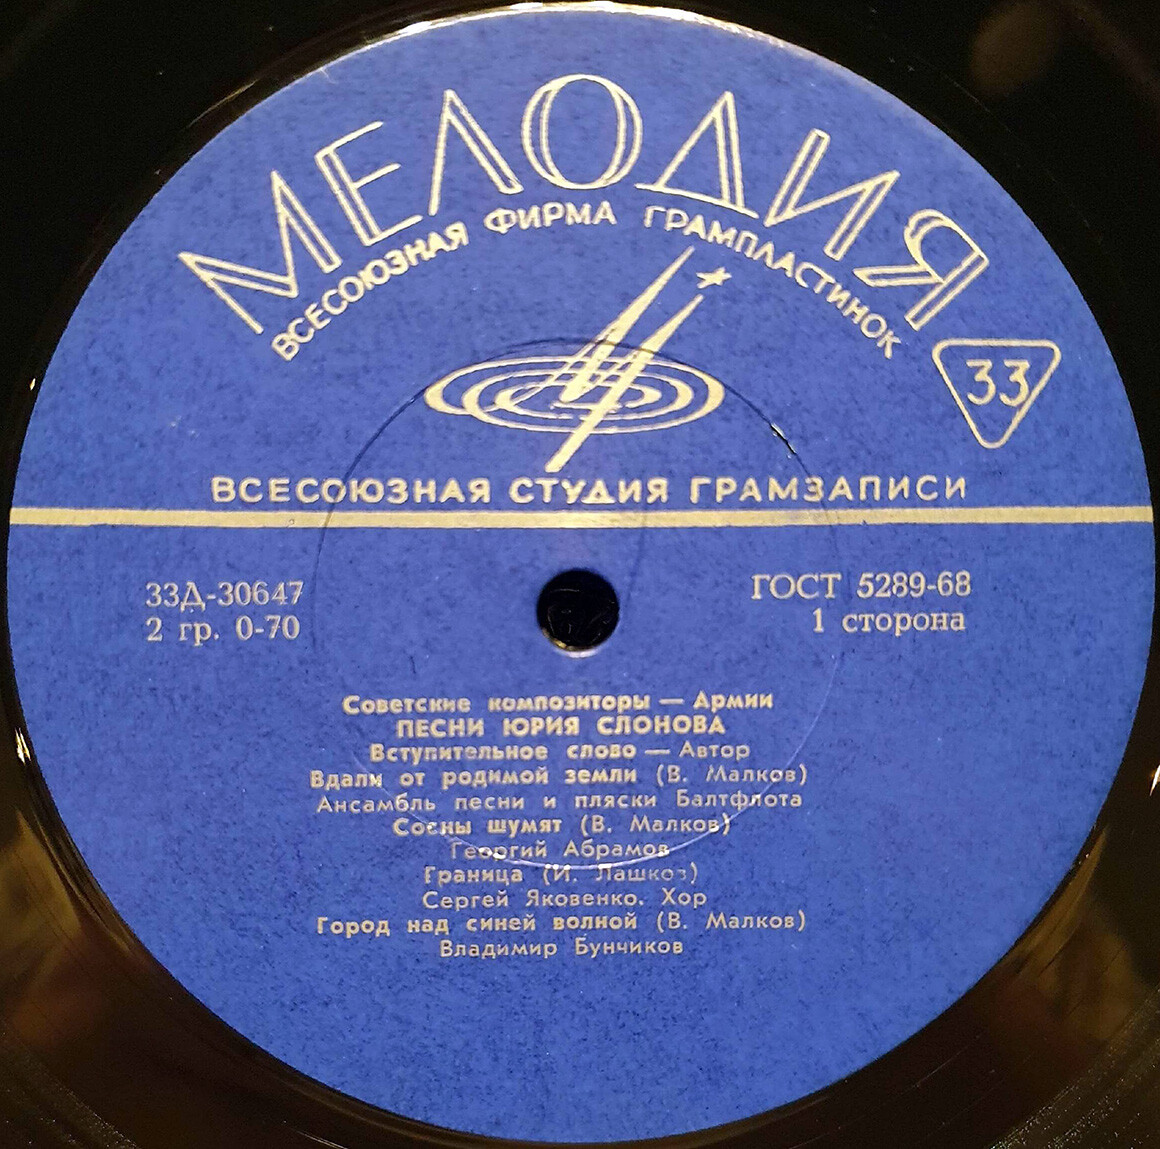 МЕЛОДИЯ
ВСЕСОЮЗНАЯ ФИРМА ГРАМПЛАСТИНОК
33
ВСЕСОЮЗНАЯ СТУДИЯ ГРАМЗАПИСИ
33Д-30647
2 гр. 0-70
ГОСТ 5289-68
1 сторона
Советские композиторы — Армии
ПЕСНИ ЮРИЯ СЛОНОВА
Вступительное слово — Автор
Вдали от родимой земли (В. Малков)
Ансамбль песни и пляски Балтфлота
Сосны шумят (В. Малков)
Георгий Абрамов
Граница (И. Лашков)
Сергей Яковенко. Хор
Город над синей волной (В. Малков)
Владимир Бунчиков